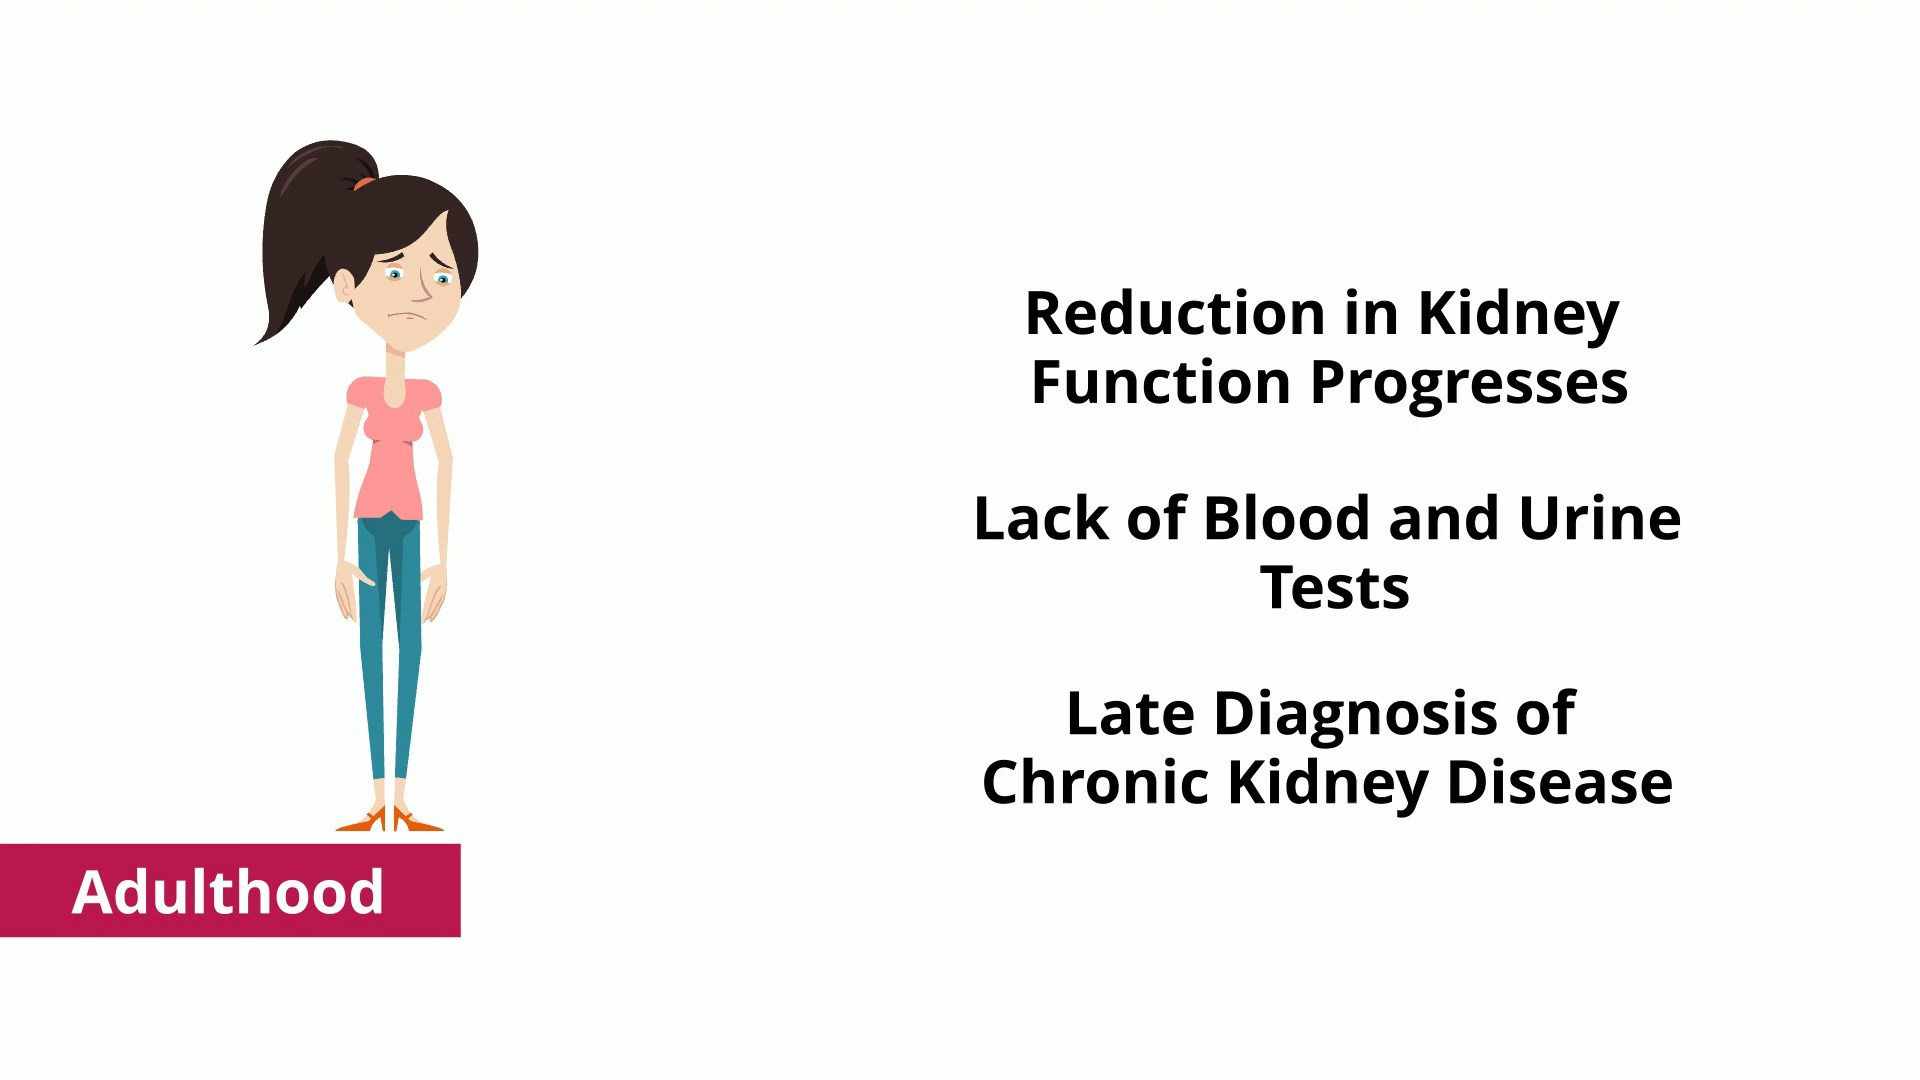 Reduction in Kidney
Function Progresses
Lack of Blood and Urine
Tests
Late Diagnosis of
Chronic Kidney Disease
Adulthood